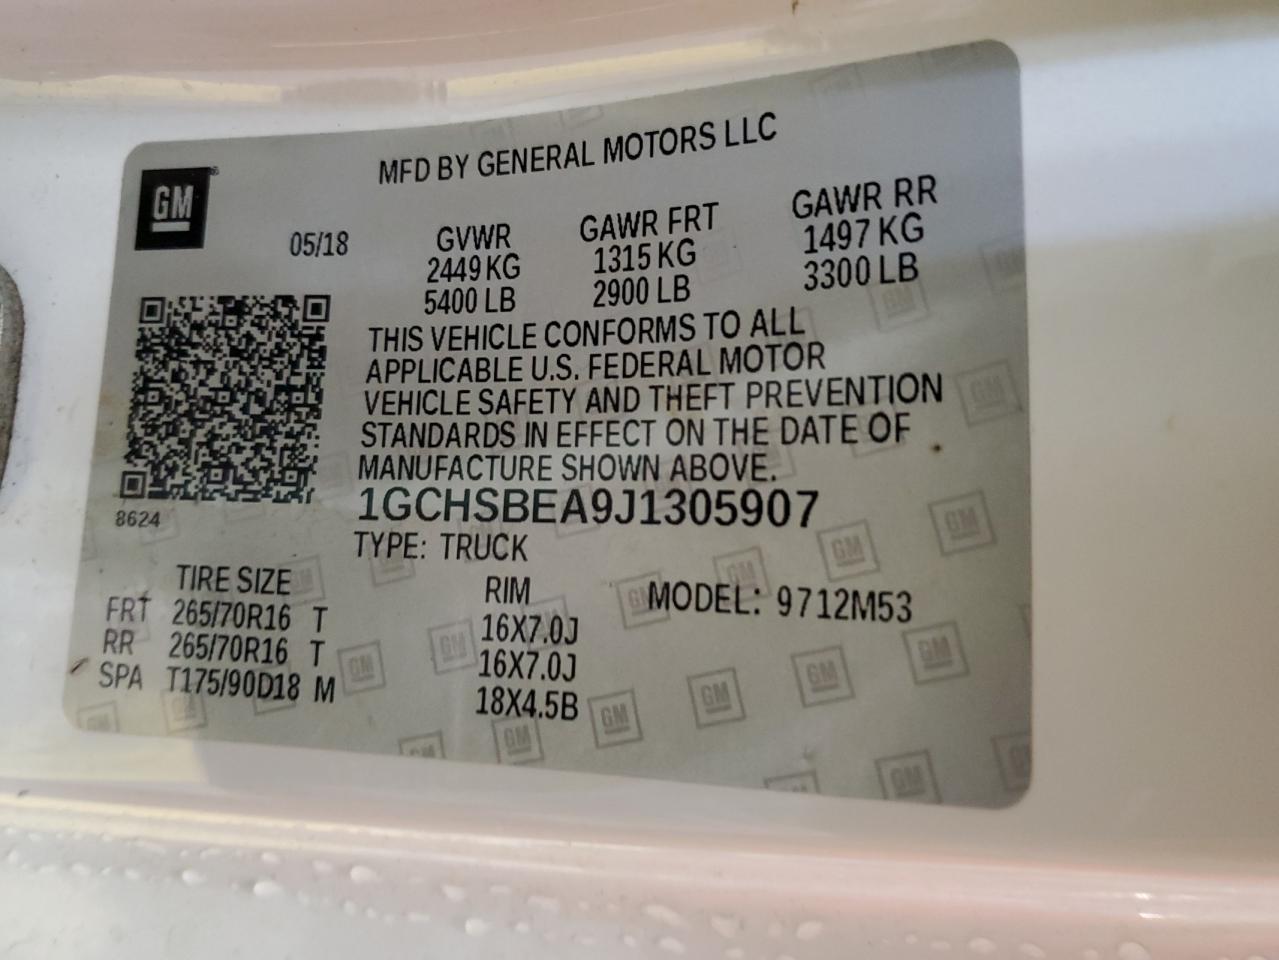 GM
MFD BY GENERAL MOTORS LLC
05/18
GVWR
2449 KG
5400 LB
GAWR FRT
1315 KG
2900 LB
GAWR RR
1497 KG
3300 LB
THIS VEHICLE CONFORMS TO ALL
APPLICABLE U.S. FEDERAL MOTOR
VEHICLE SAFETY AND THEFT PREVENTION
STANDARDS IN EFFECT ON THE DATE OF
MANUFACTURE SHOWN ABOVE.
8624
1GCHSBEA9J1305907
TYPE: TRUCK
TIRE SIZE RIM MODEL: 9712M53
FRT 265/70R16 T 16X7.0J
RR 265/70R16 T 16X7.0J
SPA T175/90D18 M 18X4.5B